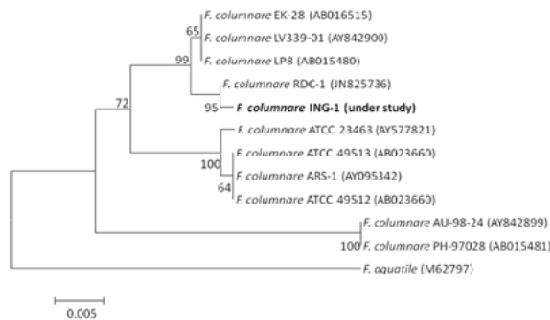 F. columnare EK-28 (AB016515)
65
F. columnare LV339-01 (AY842900)
F. columnare LP8 (AB015480)
99
F. columnare RDC-1 (JN825736)
72
95
F. columnare ING-1 (under study)
F. columnare ATCC 23463 (AY577821)
F. columnare ATCC 49513 (AB023660)
100
F. columnare ARS-1 (AY095342)
64
F. columnare ATCC 49512 (AB023660)
F. columnare AU-98-24 (AY842899)
100
F. columnare PH-97028 (AB015481)
F. aquatile (M62797)
0.005